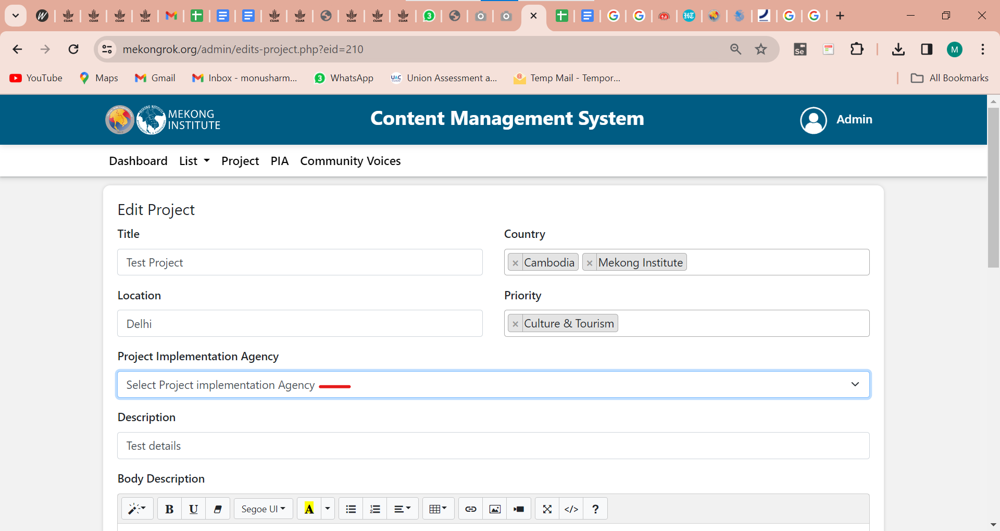 mekongrok.org/admin/edits-project.php?eid=210
YouTube Maps Gmail Inbox - monusharm... WhatsApp Union Assessment a... Temp Mail - Tempor... All Bookmarks
MEKONG
INSTITUTE
Content Management System
Admin
Dashboard List Project PIA Community Voices
Edit Project
Title
Test Project
Country
× Cambodia × Mekong Institute
Location
Delhi
Priority
× Culture & Tourism
Project Implementation Agency
Select Project implementation Agency
Description
Test details
Body Description
B U Segoe UI A </> ?